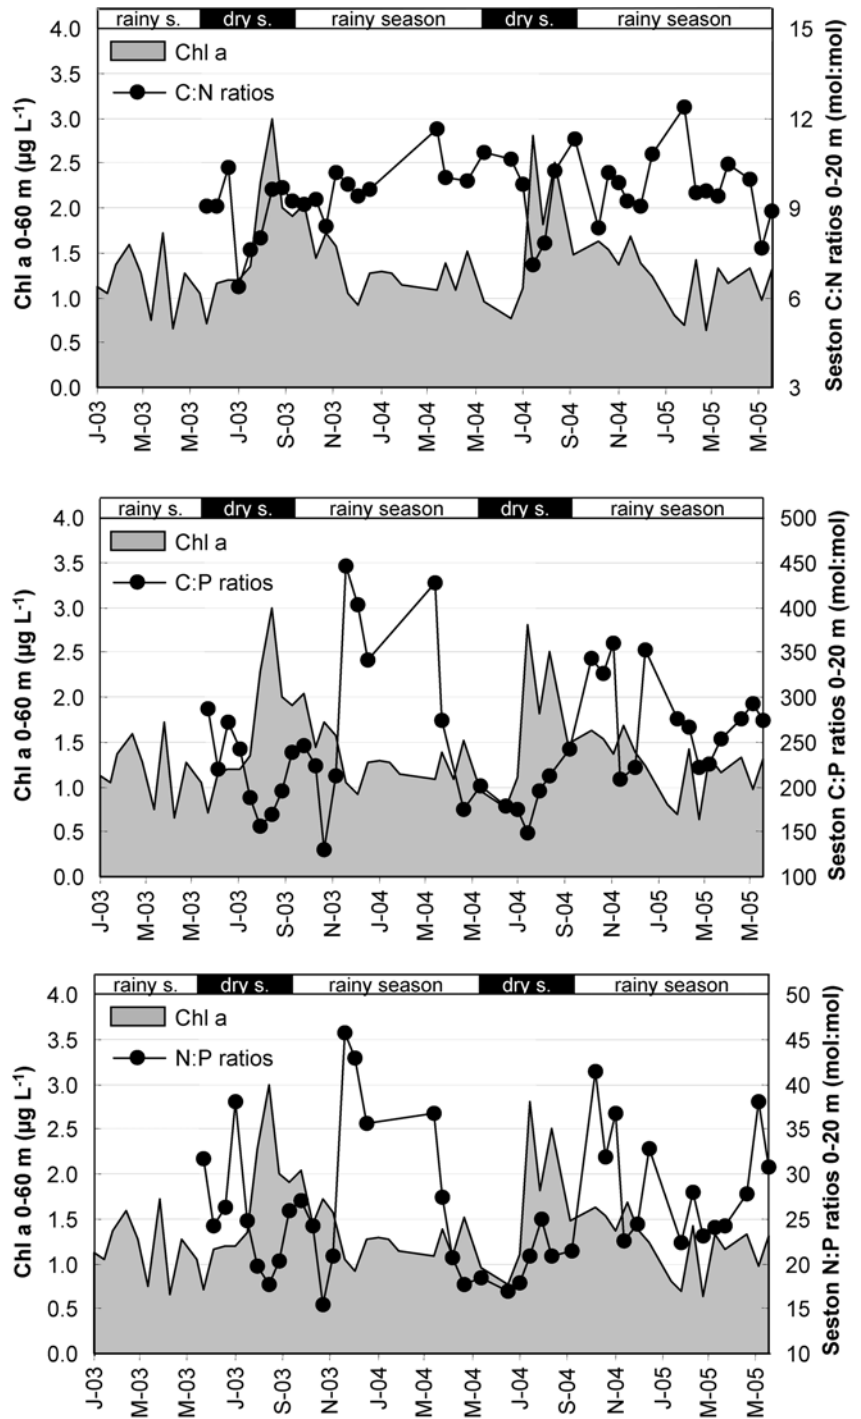 rainy s. dry s. rainy season dry s. rainy season
4.0 15
Chl a
3.5
C:N ratios
3.0 12
2.5
2.0 9
1.5
1.0 6
0.5
0.0 3
Chl a 0-60 m (µg L-1)
Seston C:N ratios 0-20 m (mol:mol)
J-03 M-03 M-03 J-03 S-03 N-03 J-04 M-04 M-04 J-04 S-04 N-04 J-05 M-05 M-05
rainy s. dry s. rainy season dry s. rainy season
4.0 500
Chl a
3.5 450
C:P ratios
3.0 400
2.5 350
2.0 300
1.5 250
1.0 200
0.5 150
0.0 100
Chl a 0-60 m (µg L-1)
Seston C:P ratios 0-20 m (mol:mol)
J-03 M-03 M-03 J-03 S-03 N-03 J-04 M-04 M-04 J-04 S-04 N-04 J-05 M-05 M-05
rainy s. dry s. rainy season dry s. rainy season
4.0 50
Chl a
3.5 45
N:P ratios
3.0 40
2.5 35
2.0 30
1.5 25
1.0 20
0.5 15
0.0 10
Chl a 0-60 m (µg L-1)
Seston N:P ratios 0-20 m (mol:mol)
J-03 M-03 M-03 J-03 S-03 N-03 J-04 M-04 M-04 J-04 S-04 N-04 J-05 M-05 M-05